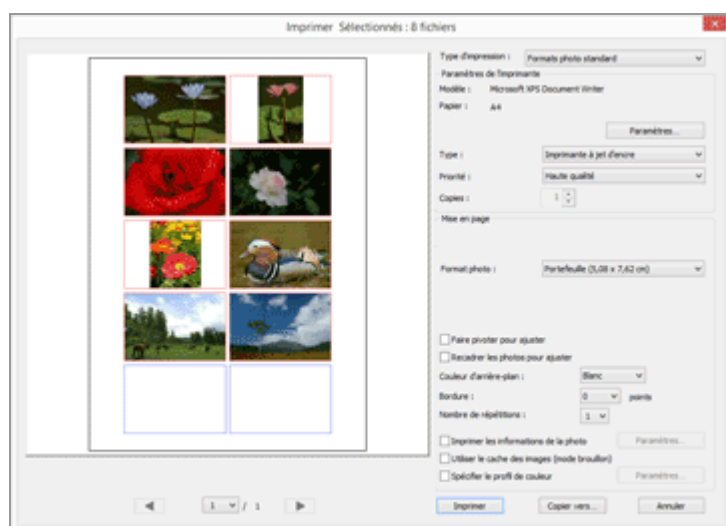 Imprimer Sélectionnés : 8 fichiers
Type d'impression : Formats photo standard
Paramètres de l'imprimante
Modèle : Microsoft XPS Document Writer
Papier : A4
Paramètres...
Type : Imprimante à jet d'encre
Priorité : Haute qualité
Copies : 1
Mise en page
Format photo : Portefeuille (5,08 x 7,62 cm)
Faire pivoter pour ajuster
Recadrer les photos pour ajuster
Couleur d'arrière-plan : Blanc
Bordure : 0 points
Nombre de répétitions : 1
Imprimer les informations de la photo Paramètres...
Utiliser le cache des images (mode brouillon)
Spécifier le profil de couleur Paramètres...
1 / 1 Imprimer Copier vers... Annuler